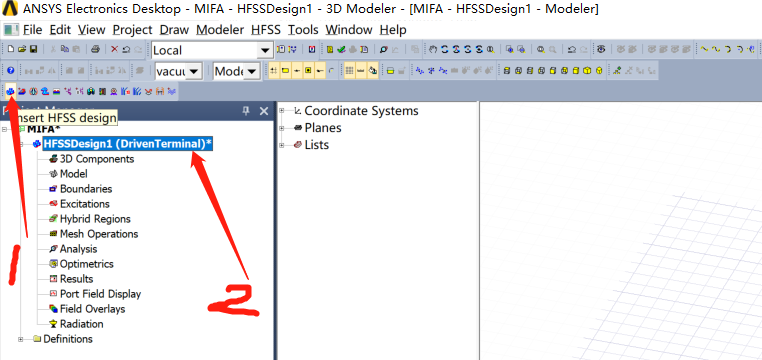 ANSYS Electronics Desktop - MIFA - HFSSDesign1 - 3D Modeler - [MIFA - HFSSDesign1 - Modeler]
File Edit View Project Draw Modeler HFSS Tools Window Help
Local
vacuu Mode
Insert HFSS design
MIFA*
HFSSDesign1 (DrivenTerminal)*
3D Components
Model
Boundaries
Excitations
Hybrid Regions
Mesh Operations
Analysis
Optimetrics
Results
Port Field Display
Field Overlays
Radiation
Definitions
Coordinate Systems
Planes
Lists
1
2